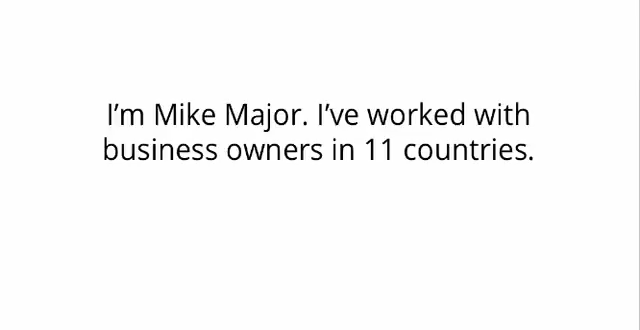 I’m Mike Major. I’ve worked with
business owners in 11 countries.